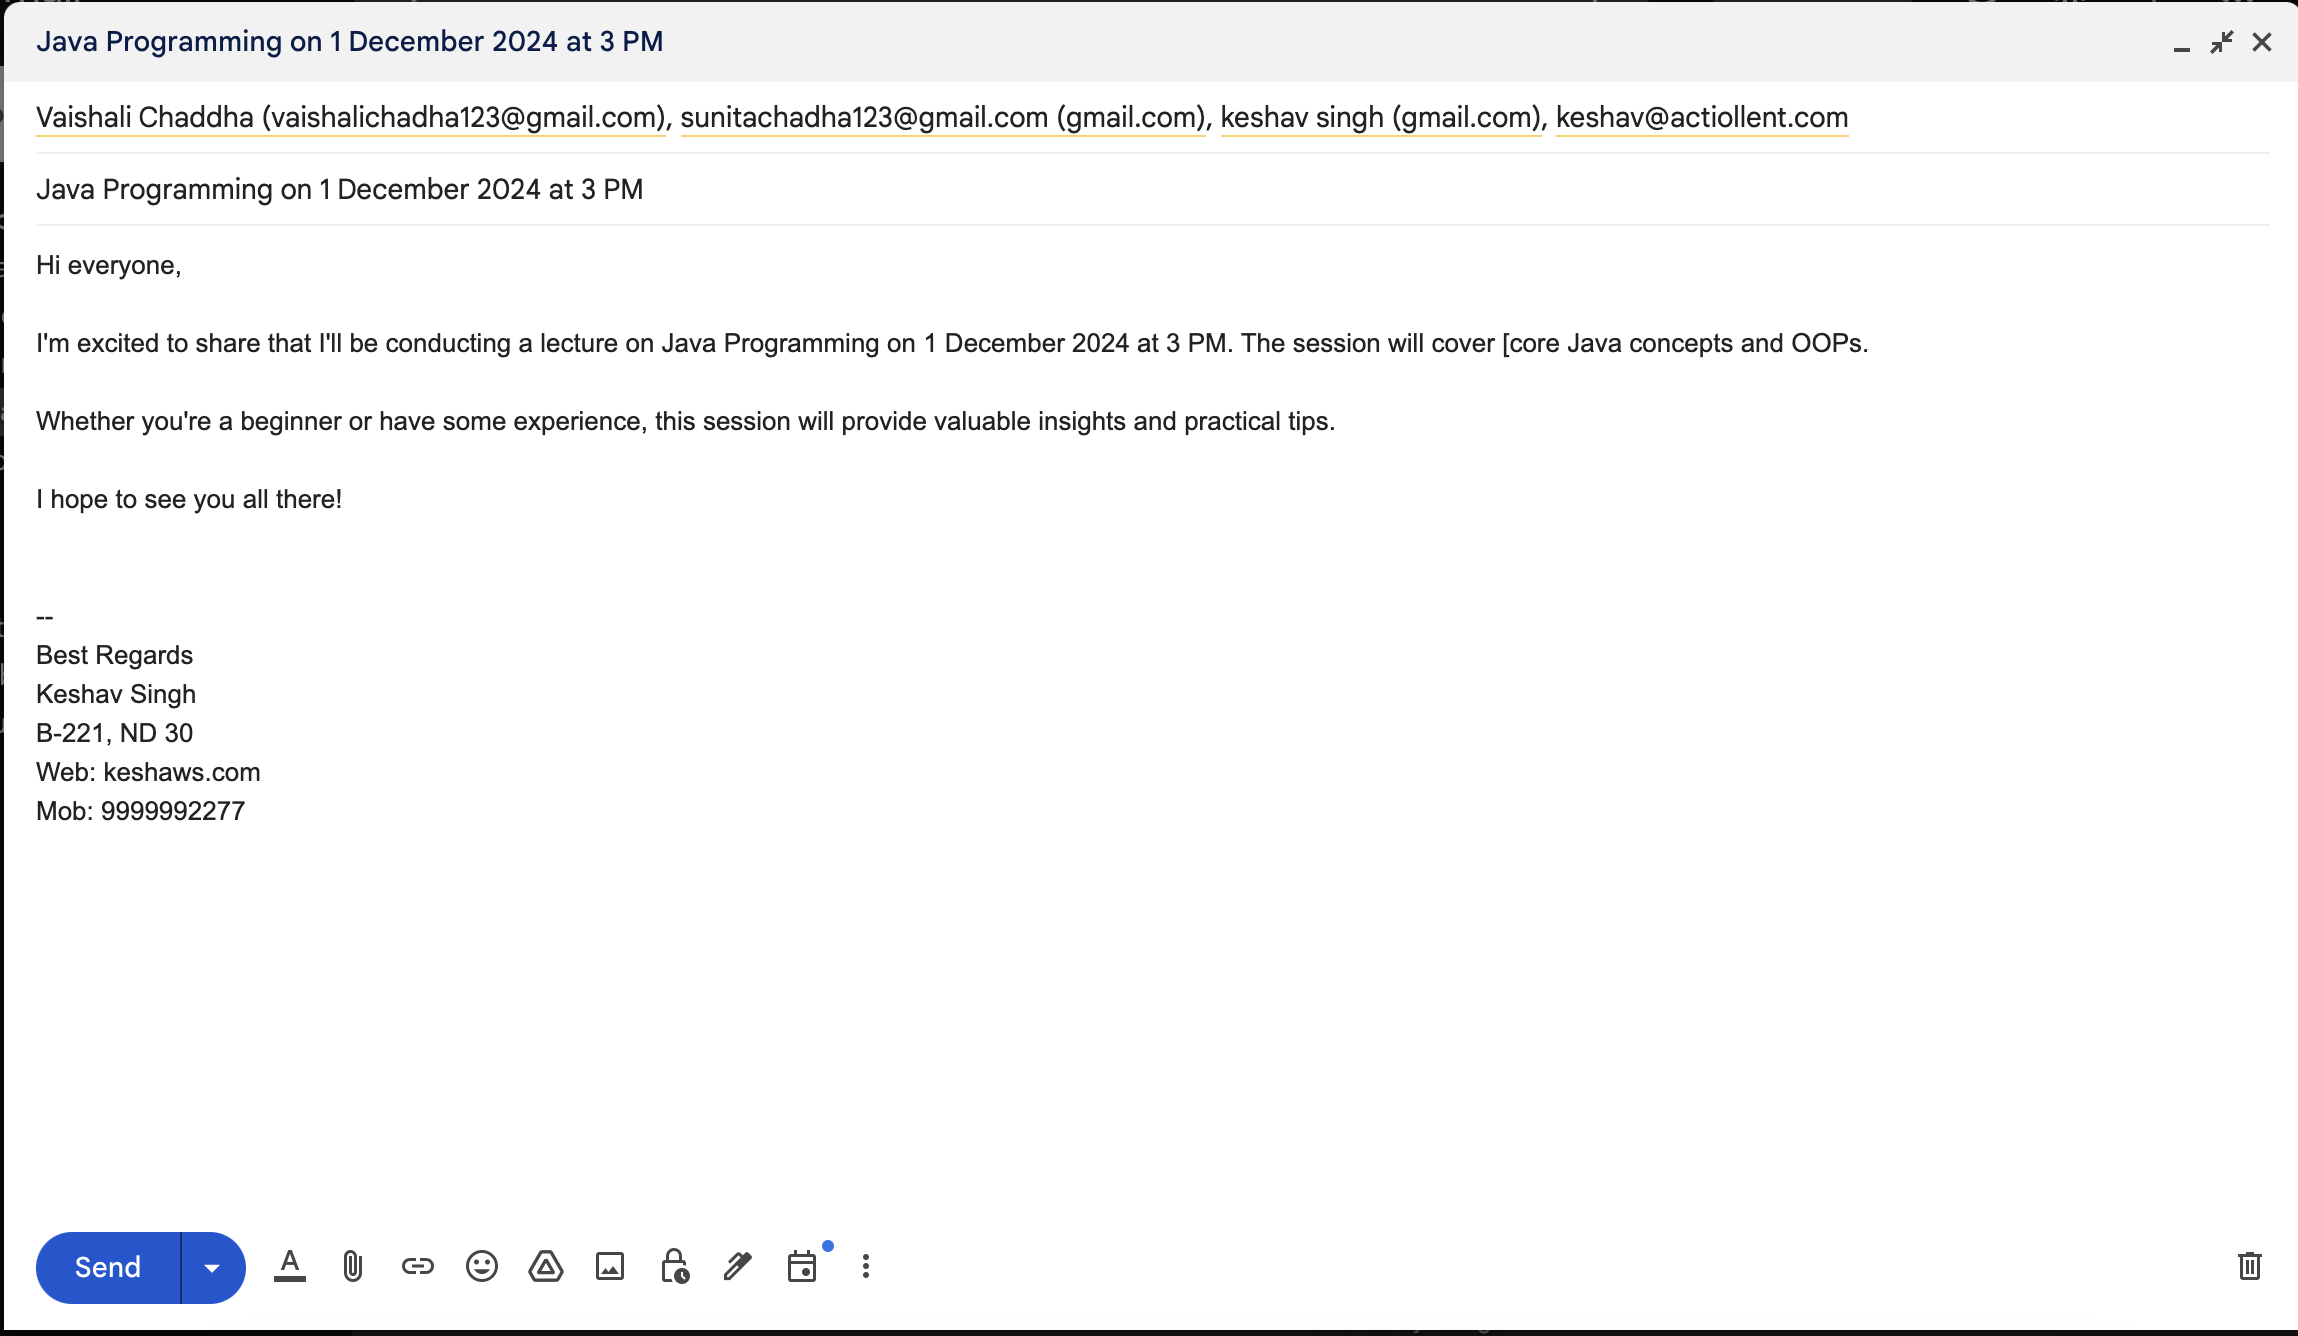 Java Programming on 1 December 2024 at 3 PM
Vaishali Chaddha (vaishalichadha123@gmail.com), sunitachadha123@gmail.com (gmail.com), keshav singh (gmail.com), keshav@actiollent.com
Java Programming on 1 December 2024 at 3 PM
Hi everyone,
I'm excited to share that I'll be conducting a lecture on Java Programming on 1 December 2024 at 3 PM. The session will cover [core Java concepts and OOPs.
Whether you're a beginner or have some experience, this session will provide valuable insights and practical tips.
I hope to see you all there!
--
Best Regards
Keshav Singh
B-221, ND 30
Web: keshaws.com
Mob: 9999992277
Send